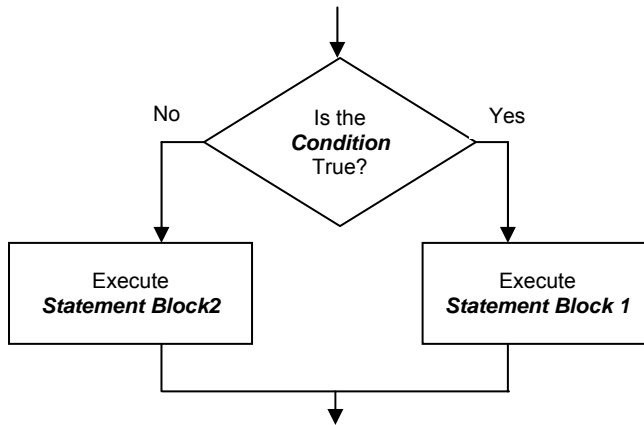 No
Yes
Is the
Condition
True?
Execute
Statement Block2
Execute
Statement Block 1